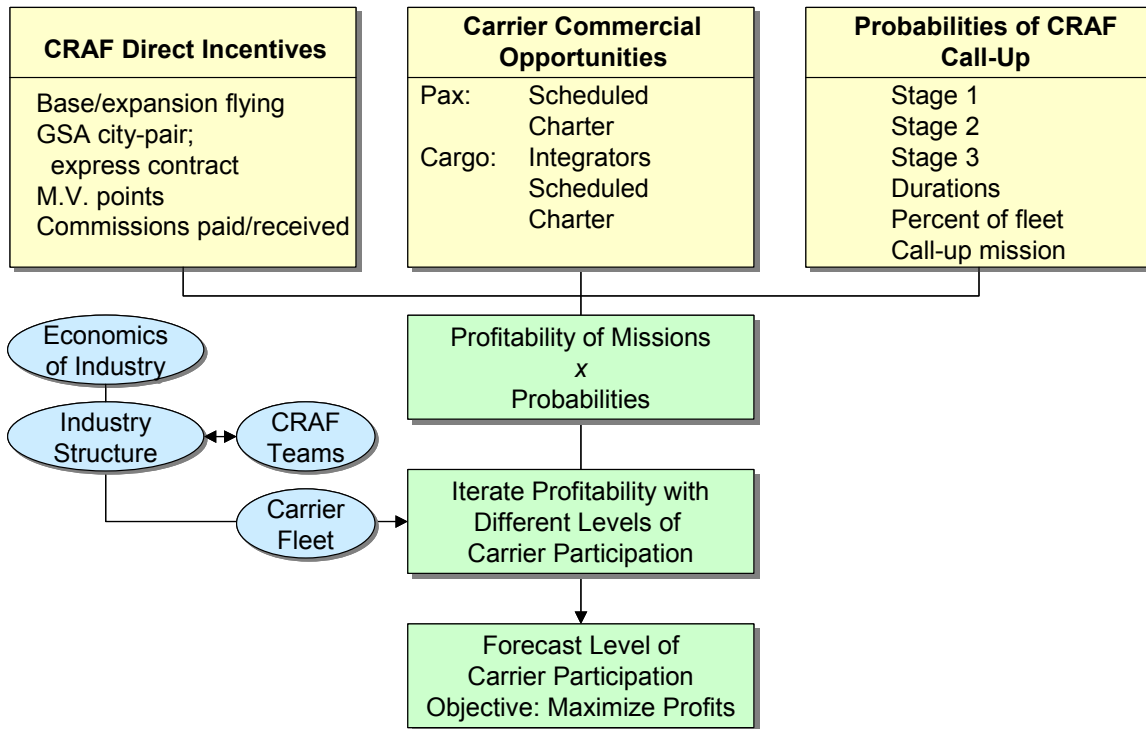 CRAF Direct Incentives
Base/expansion flying
GSA city-pair;
express contract
M.V. points
Commissions paid/received
Carrier Commercial
Opportunities
Pax: Scheduled
Charter
Cargo: Integrators
Scheduled
Charter
Probabilities of CRAF
Call-Up
Stage 1
Stage 2
Stage 3
Durations
Percent of fleet
Call-up mission
Economics
of Industry
Industry
Structure
CRAF
Teams
Carrier
Fleet
Profitability of Missions
x
Probabilities
Iterate Profitability with
Different Levels of
Carrier Participation
Forecast Level of
Carrier Participation
Objective: Maximize Profits